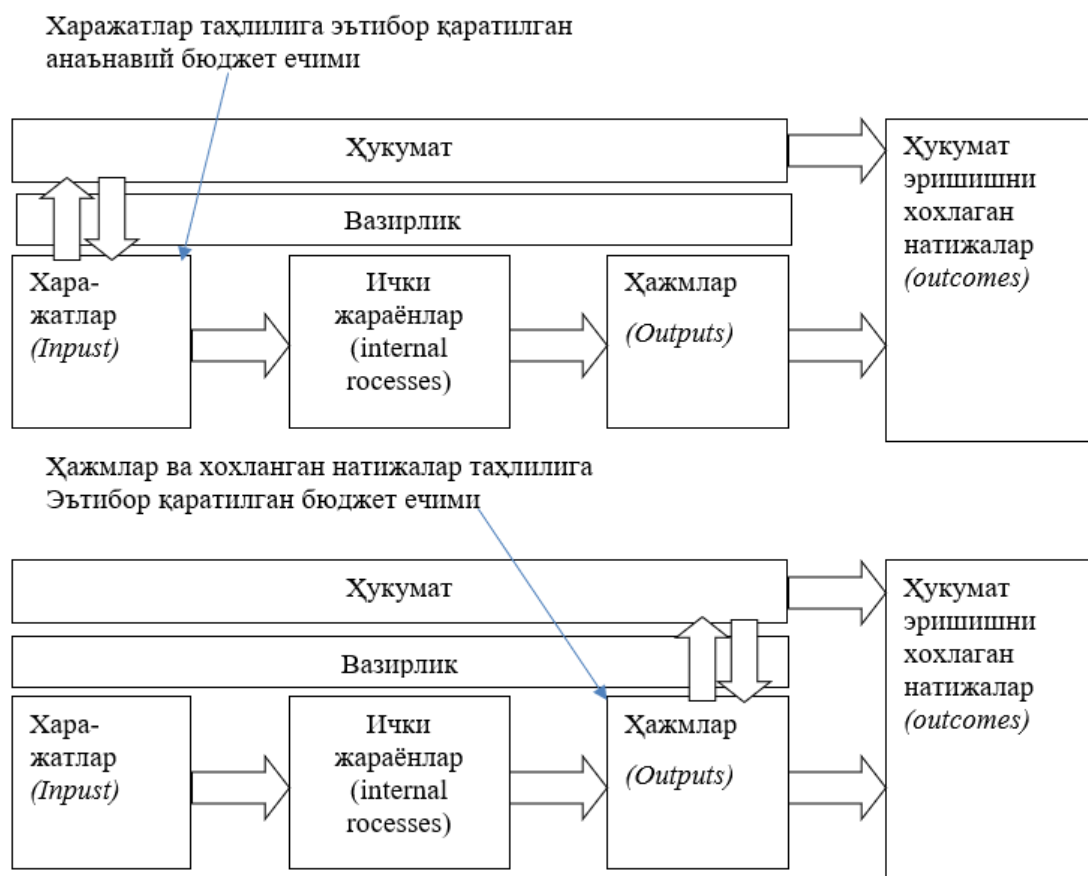 Харажатлар таҳлилига эътибор қаратилган
анаънавий бюджет ечими
Ҳукумат
Вазирлик
Хара-
жатлар
(Inpust)
Ички
жараёнлар
(internal
rocesses)
Ҳажмлар
(Outputs)
Ҳукумат
эришишни
хохлаган
натижалар
(outcomes)
Ҳажмлар ва хохланган натижалар таҳлилига
Эътибор қаратилган бюджет ечими
Ҳукумат
Вазирлик
Хара-
жатлар
(Inpust)
Ички
жараёнлар
(internal
rocesses)
Ҳажмлар
(Outputs)
Ҳукумат
эришишни
хохлаган
натижалар
(outcomes)